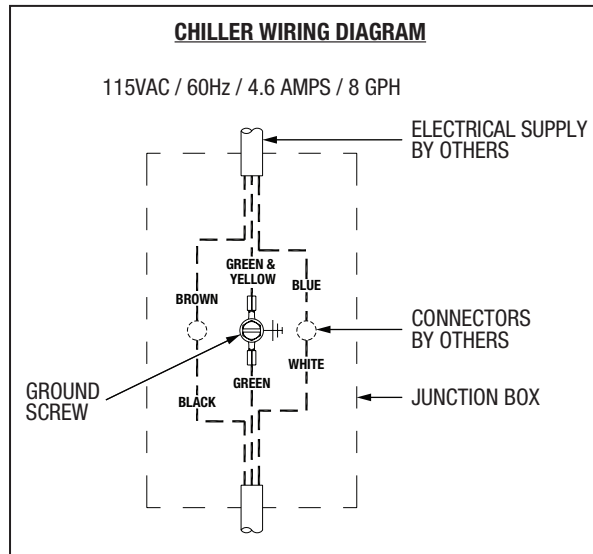 CHILLER WIRING DIAGRAM
115VAC / 60Hz / 4.6 AMPS / 8 GPH
ELECTRICAL SUPPLY
BY OTHERS
GREEN &
YELLOW
BROWN
BLUE
CONNECTORS
BY OTHERS
WHITE
GROUND
SCREW
GREEN
BLACK
JUNCTION BOX